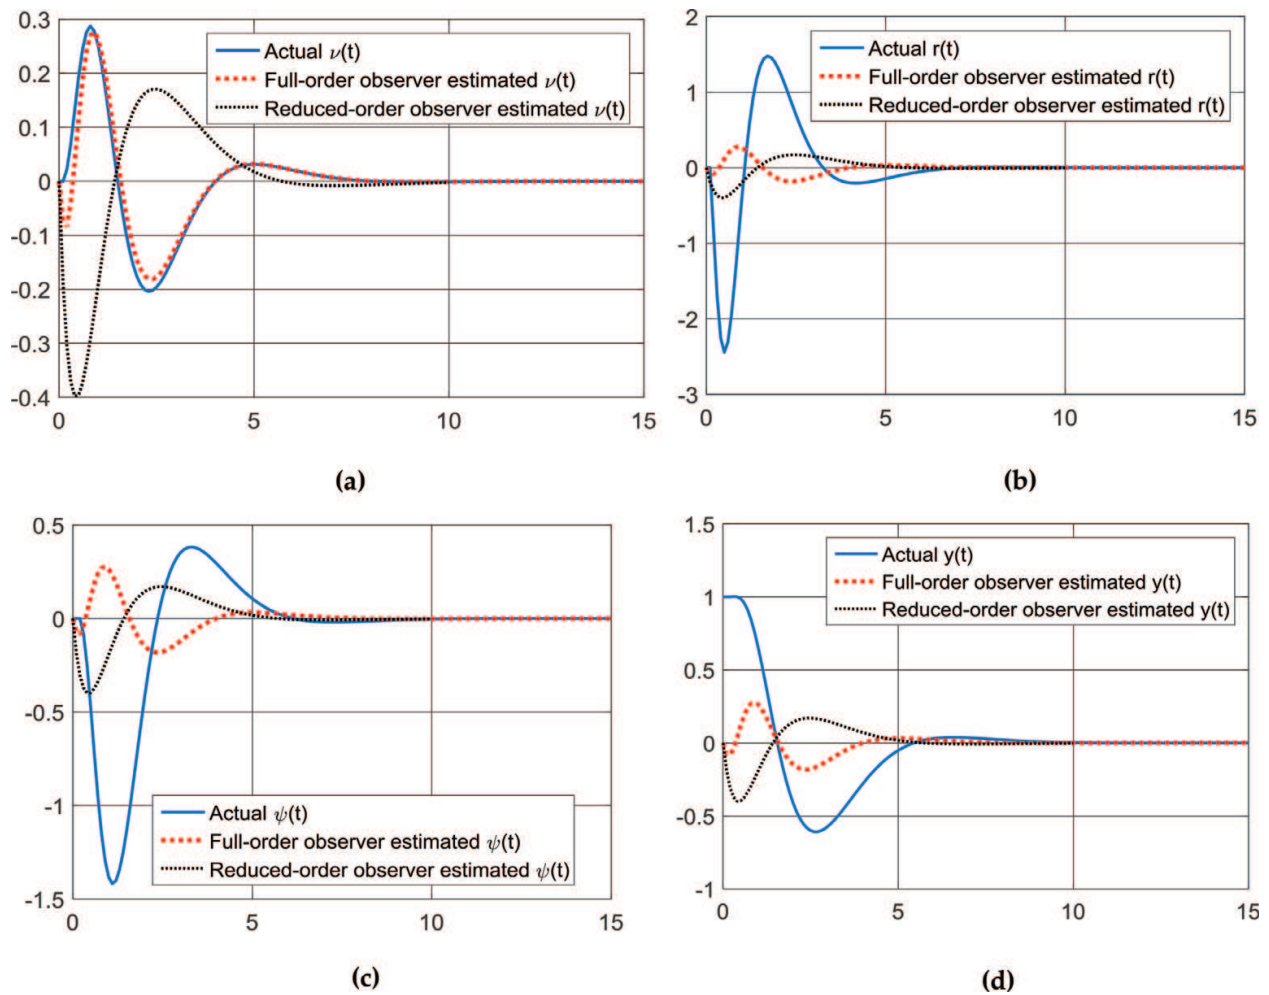 0.3
0.2
0.1
0
-0.1
-0.2
-0.3
-0.4
0
5
10
15
Actual ν(t)
Full-order observer estimated ν(t)
Reduced-order observer estimated ν(t)
(a)
2
1
0
-1
-2
-3
0
5
10
15
Actual r(t)
Full-order observer estimated r(t)
Reduced-order observer estimated r(t)
(b)
0.5
0
-0.5
-1
-1.5
0
5
10
15
Actual ψ(t)
Full-order observer estimated ψ(t)
Reduced-order observer estimated ψ(t)
(c)
1.5
1
0.5
0
-0.5
-1
0
5
10
15
Actual y(t)
Full-order observer estimated y(t)
Reduced-order observer estimated y(t)
(d)